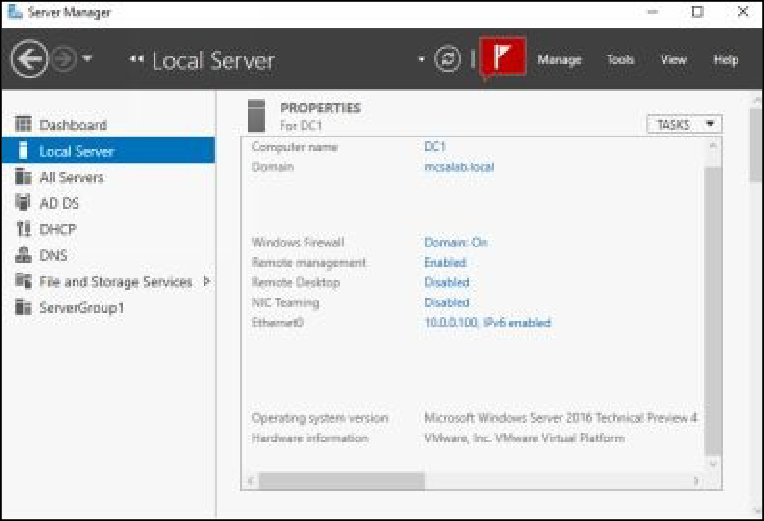 Server Manager
Local Server
Manage Tools View Help
PROPERTIES
For DC1
TASKS
Dashboard
Local Server
All Servers
AD DS
DHCP
DNS
File and Storage Services
ServerGroup1
Computer name DC1
Domain mcsalab.local
Windows Firewall Domain: On
Remote management Enabled
Remote Desktop Disabled
NIC Teaming Disabled
Ethernet0 10.0.0.100, IPv6 enabled
Operating system version Microsoft Windows Server 2016 Technical Preview 4
Hardware information VMware, Inc. VMware Virtual Platform